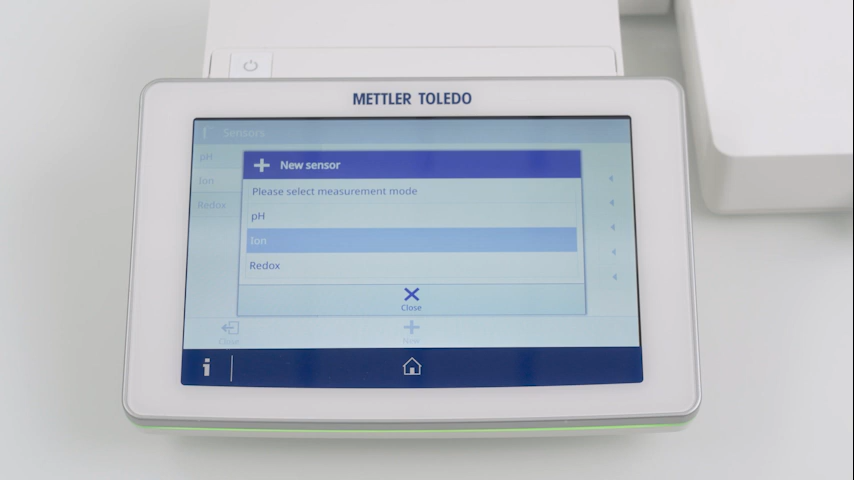 METTLER TOLEDO
Sensors
pH
Ion
Redox
New sensor
Please select measurement mode
pH
Ion
Redox
Close
Close
New